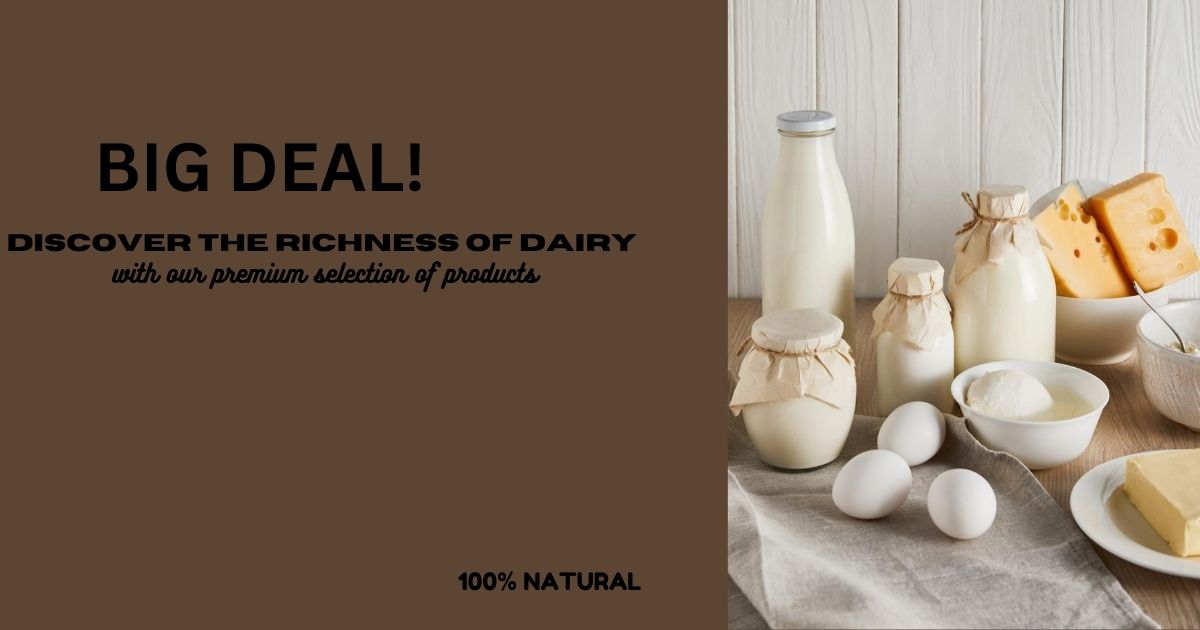 BIG DEAL!
DISCOVER THE RICHNESS OF DAIRY
with our premium selection of products
100% NATURAL